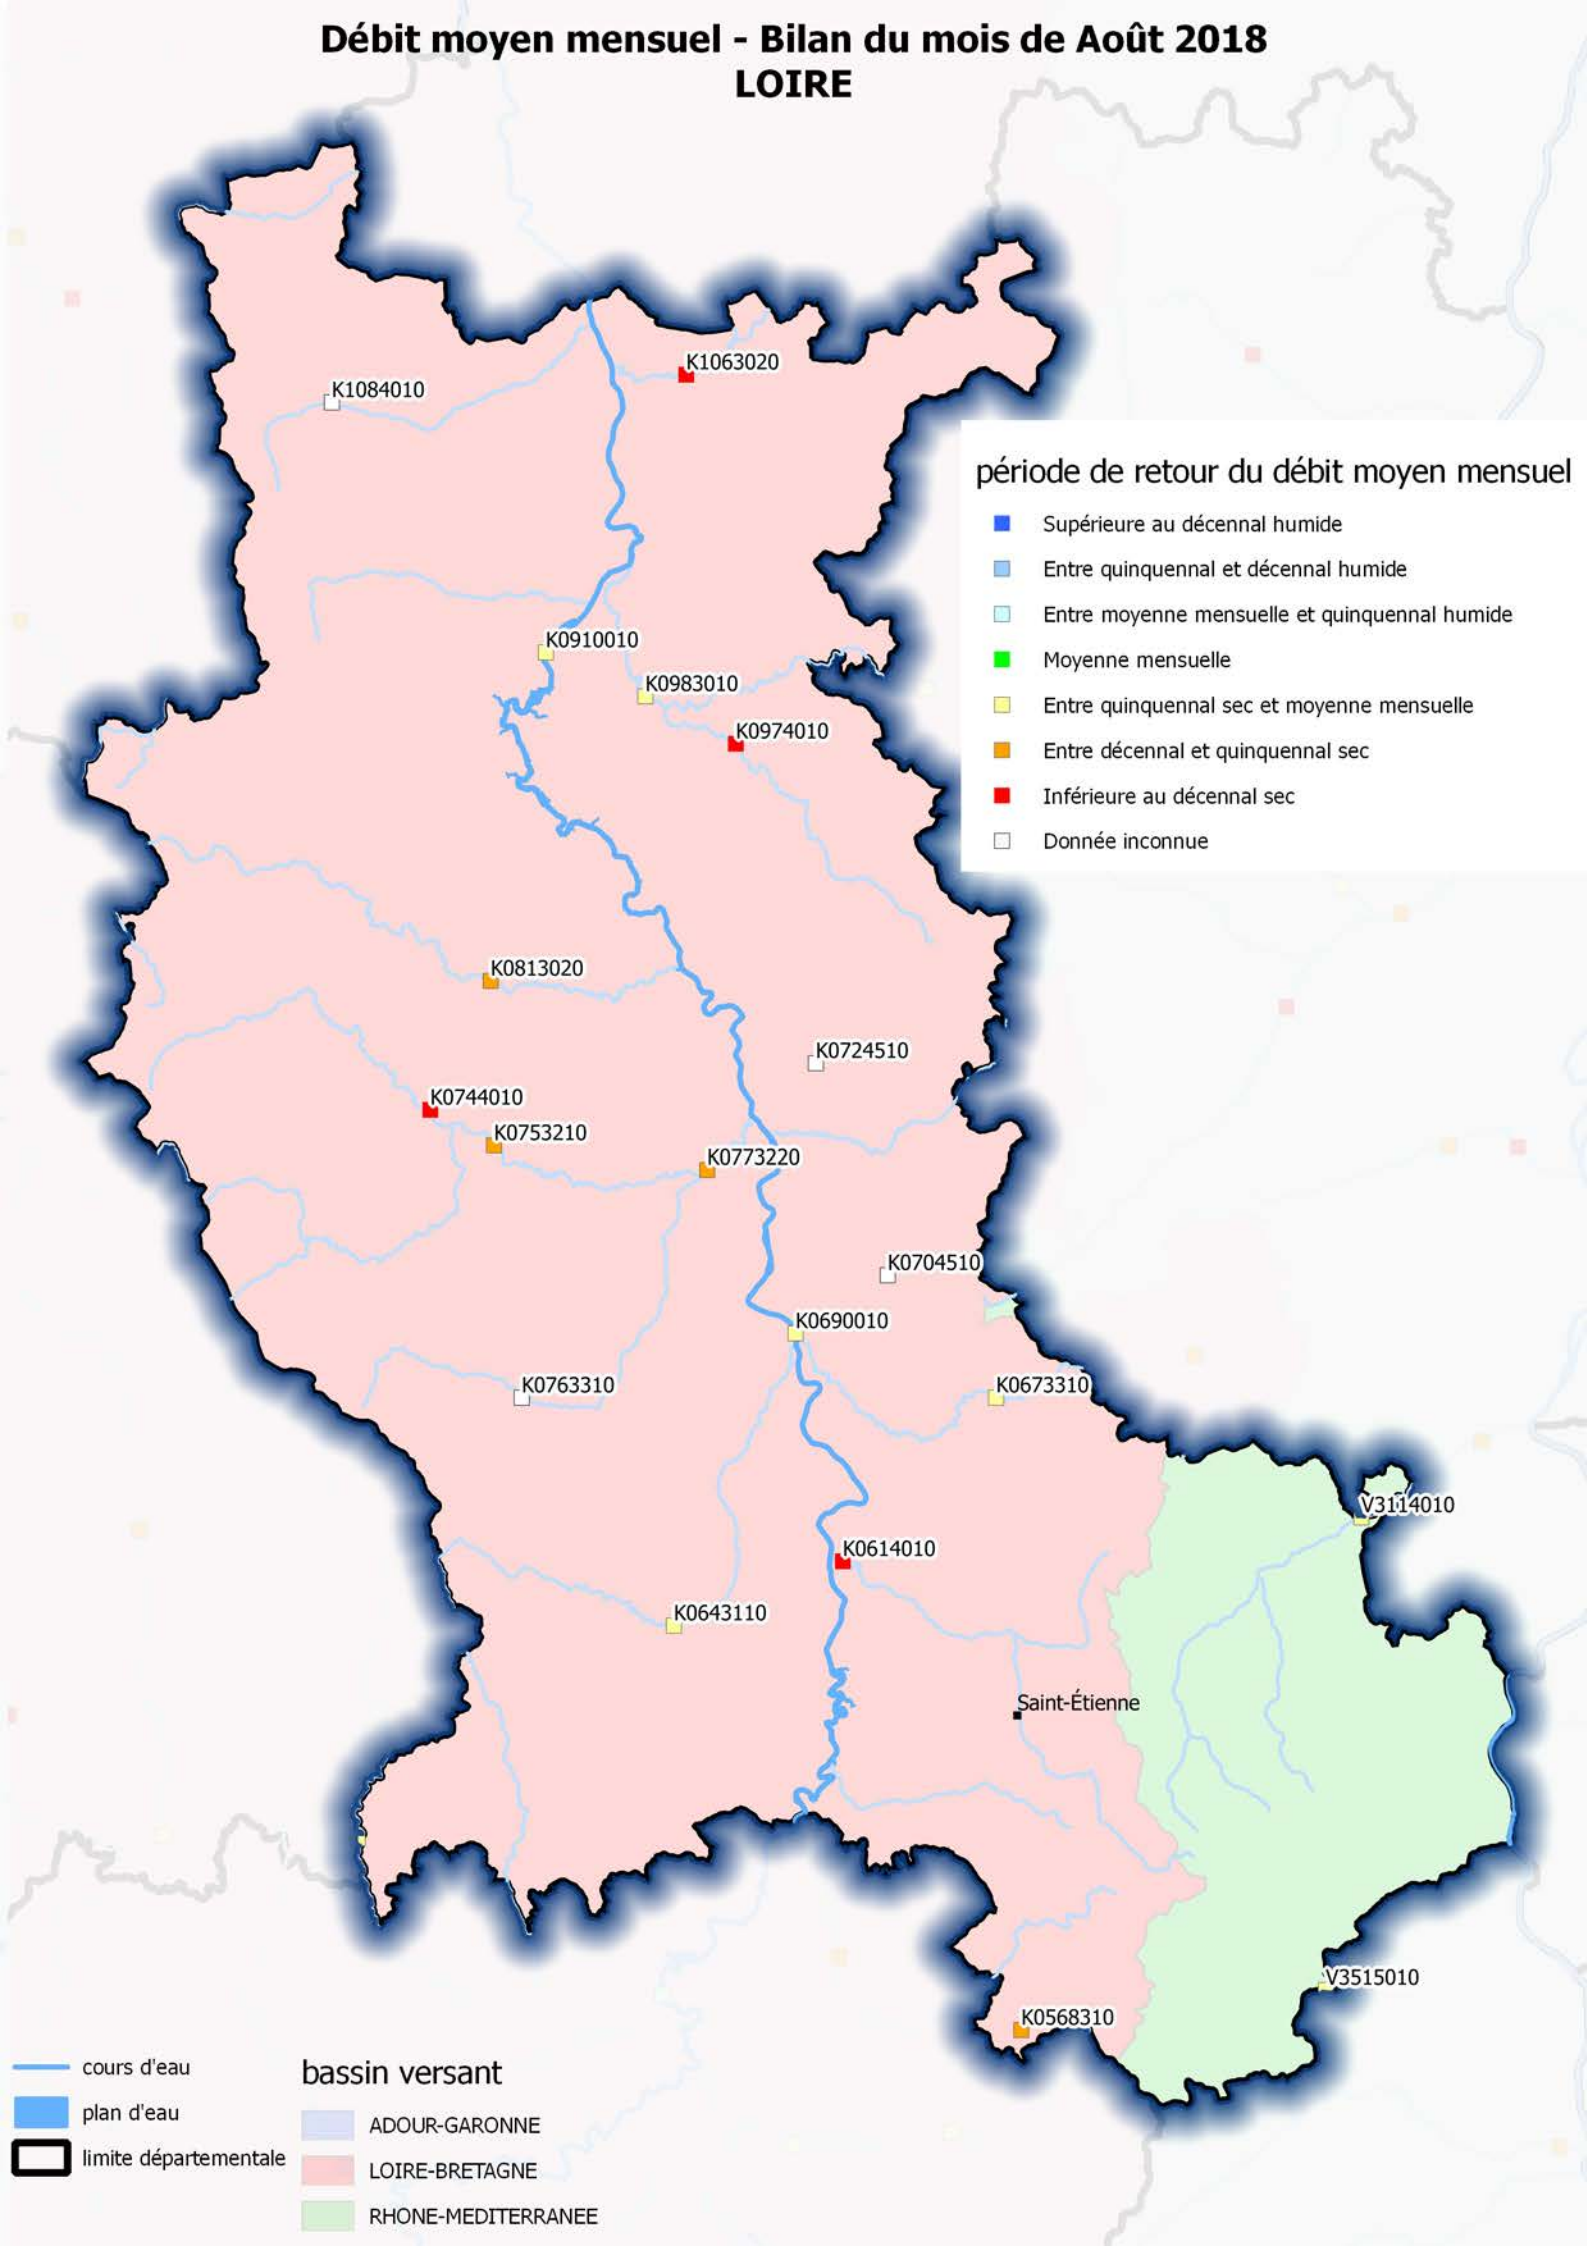 Débit moyen mensuel - Bilan du mois de Août 2018
LOIRE
K1063020
K1084010
période de retour du débit moyen mensuel
Supérieure au décennal humide
Entre quinquennal et décennal humide
Entre moyenne mensuelle et quinquennal humide
Moyenne mensuelle
Entre quinquennal sec et moyenne mensuelle
Entre décennal et quinquennal sec
Inférieure au décennal sec
Donnée inconnue
K0910010
K0983010
K0974010
K0813020
K0724510
K0744010
K0753210
K0773220
K0704510
K0690010
K0763310
K0673310
V3114010
K0614010
K0643110
Saint-Étienne
V3515010
K0568310
cours d'eau
plan d'eau
limite départementale
bassin versant
ADOUR-GARONNE
LOIRE-BRETAGNE
RHONE-MEDITERRANEE